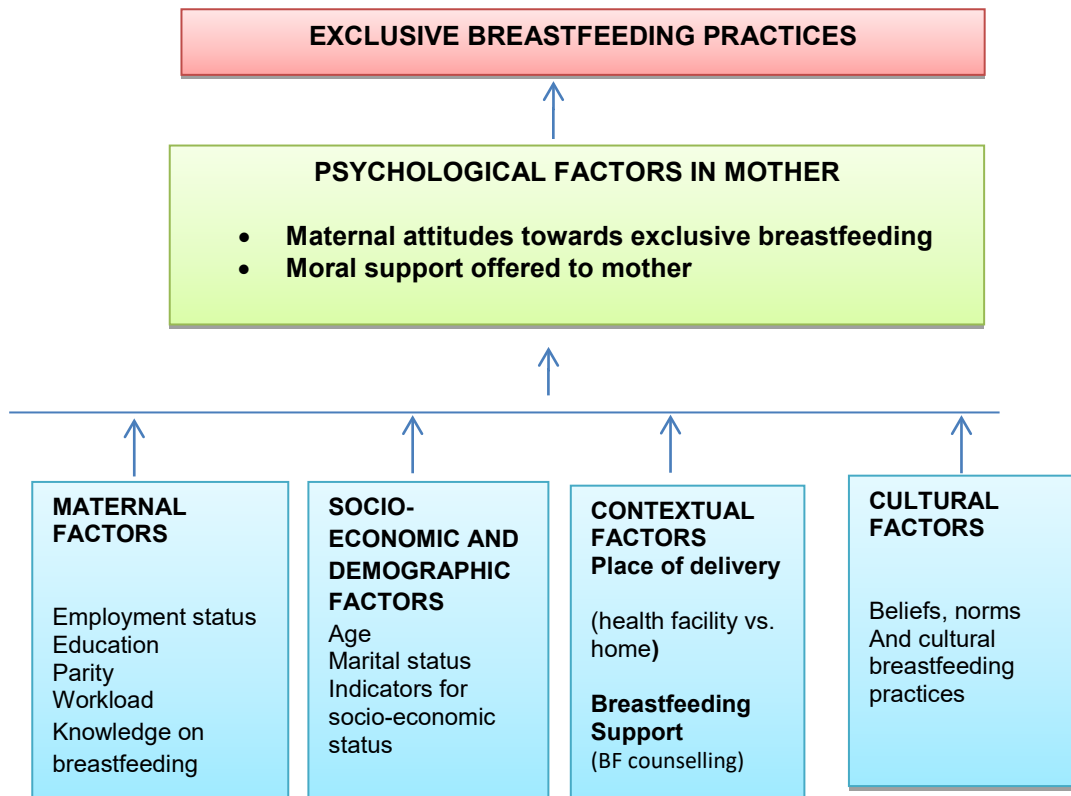 EXCLUSIVE BREASTFEEDING PRACTICES
PSYCHOLOGICAL FACTORS IN MOTHER
• Maternal attitudes towards exclusive breastfeeding
• Moral support offered to mother
MATERNAL
FACTORS
Employment status
Education
Parity
Workload
Knowledge on
breastfeeding
SOCIO-
ECONOMIC AND
DEMOGRAPHIC
FACTORS
Age
Marital status
Indicators for
socio-economic
status
CONTEXTUAL
FACTORS
Place of delivery
(health facility vs.
home)
Breastfeeding
Support
(BF counselling)
CULTURAL
FACTORS
Beliefs, norms
And cultural
breastfeeding
practices